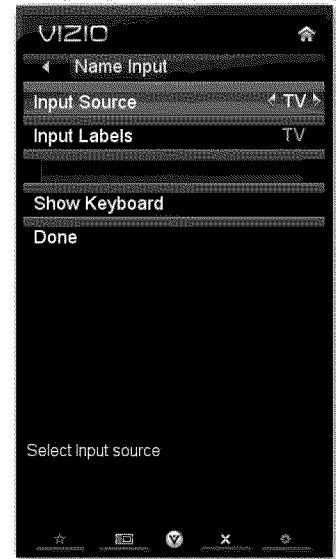 VIZIO
Name Input
Input Source TV
Input Labels TV
Show Keyboard
Done
Select Input source